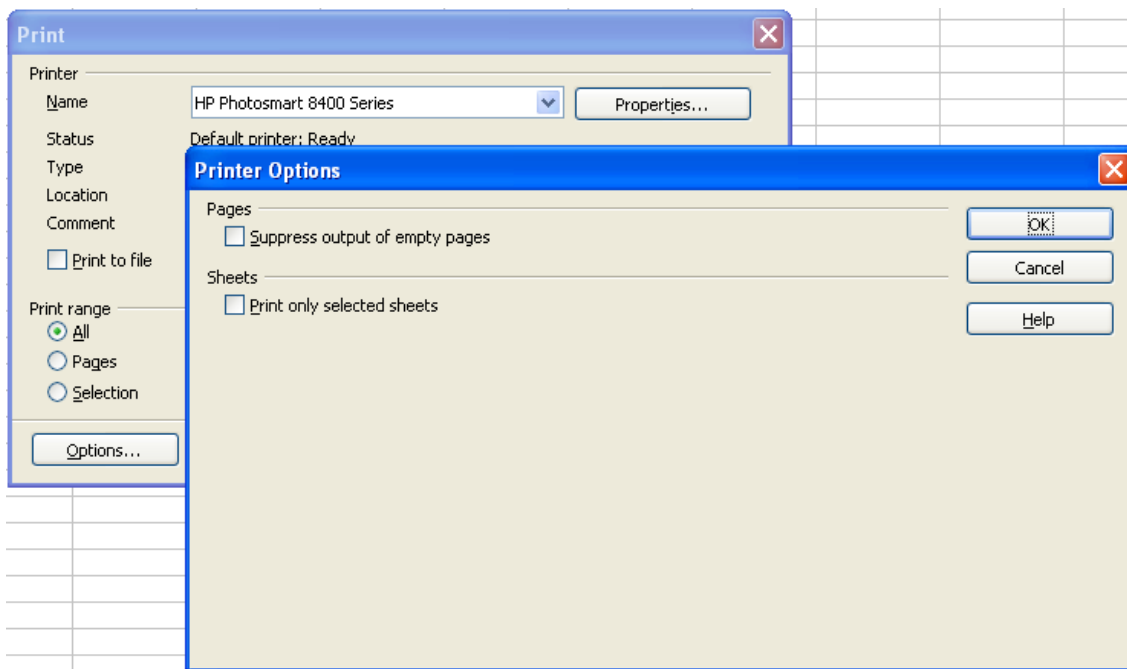 Print
Printer
Name HP Photosmart 8400 Series Properties...
Status Default printer; Ready
Type
Location
Comment
Print to file
Print range
All
Pages
Selection
Options...
Printer Options
Pages
Suppress output of empty pages
Sheets
Print only selected sheets
OK
Cancel
Help